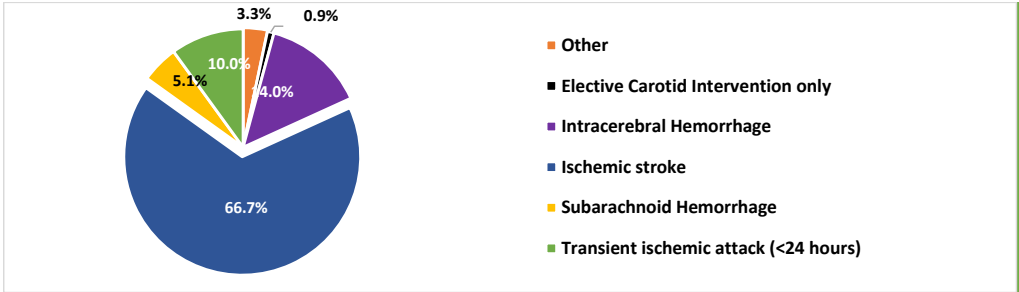 3.3%
0.9%
10.0%
5.1%
14.0%
66.7%
Other
Elective Carotid Intervention only
Intracerebral Hemorrhage
Ischemic stroke
Subarachnoid Hemorrhage
Transient ischemic attack (<24 hours)